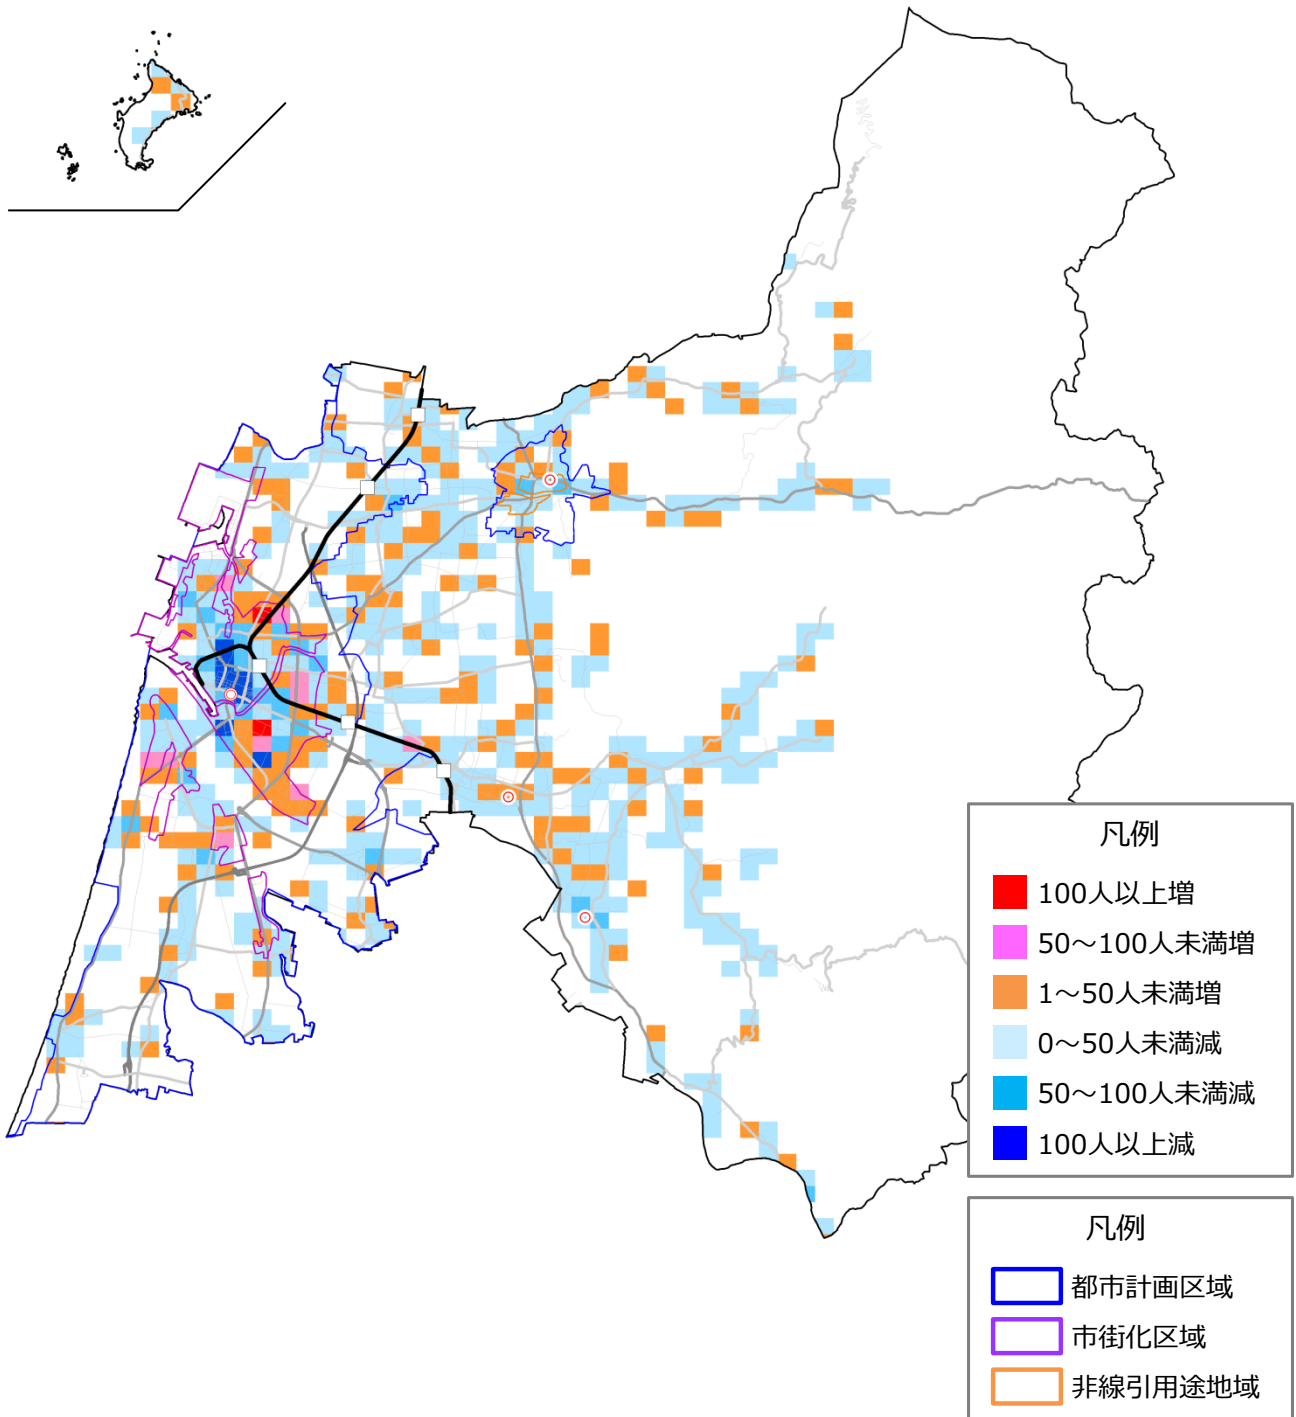 凡例
100人以上増
50～100人未満増
1～50人未満増
0～50人未満減
50～100人未満減
100人以上減
凡例
都市計画区域
市街化区域
非線引用途地域